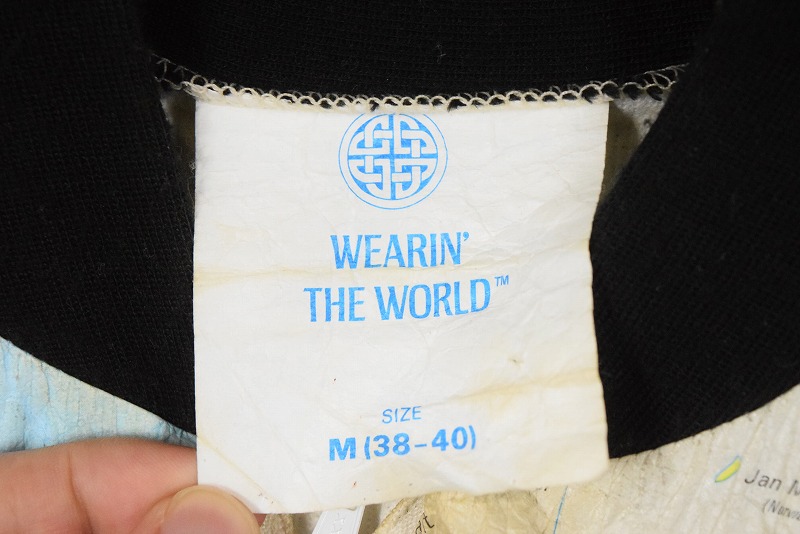 WEARIN'
THE WORLD™
SIZE
M (38-40)
Jan